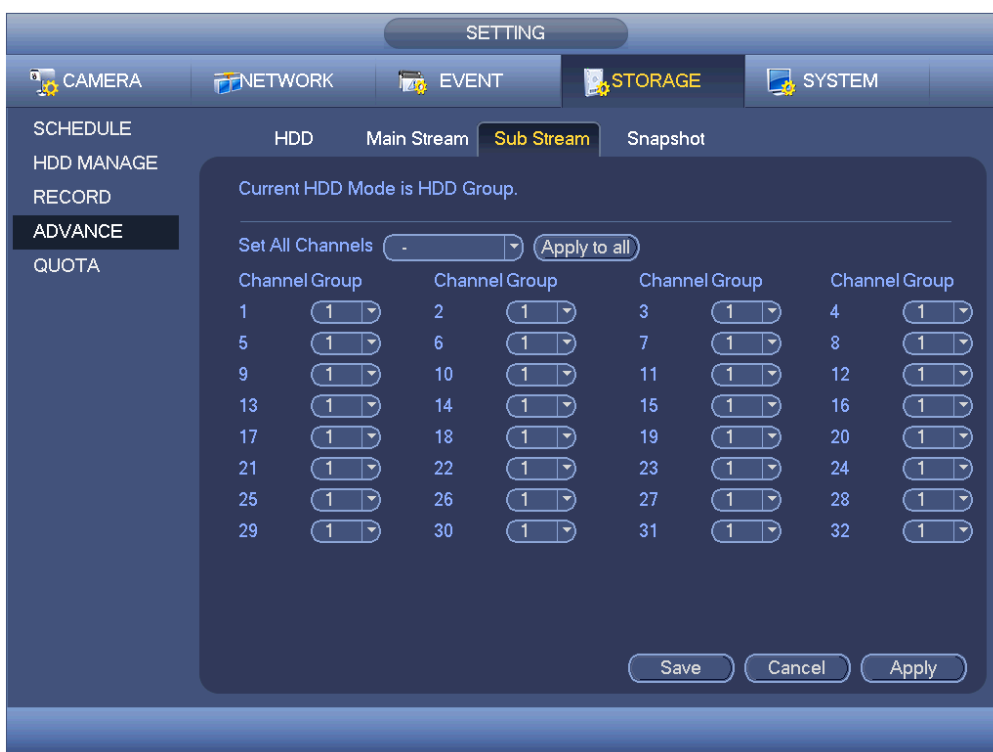 SETTING
CAMERA NETWORK EVENT STORAGE SYSTEM
SCHEDULE
HDD MANAGE
RECORD
ADVANCE
QUOTA
HDD Main Stream Sub Stream Snapshot
Current HDD Mode is HDD Group.
Set All Channels - Apply to all
Channel Group Channel Group Channel Group Channel Group
1 1 2 1 3 1 4 1
5 1 6 1 7 1 8 1
9 1 10 1 11 1 12 1
13 1 14 1 15 1 16 1
17 1 18 1 19 1 20 1
21 1 22 1 23 1 24 1
25 1 26 1 27 1 28 1
29 1 30 1 31 1 32 1
Save Cancel Apply